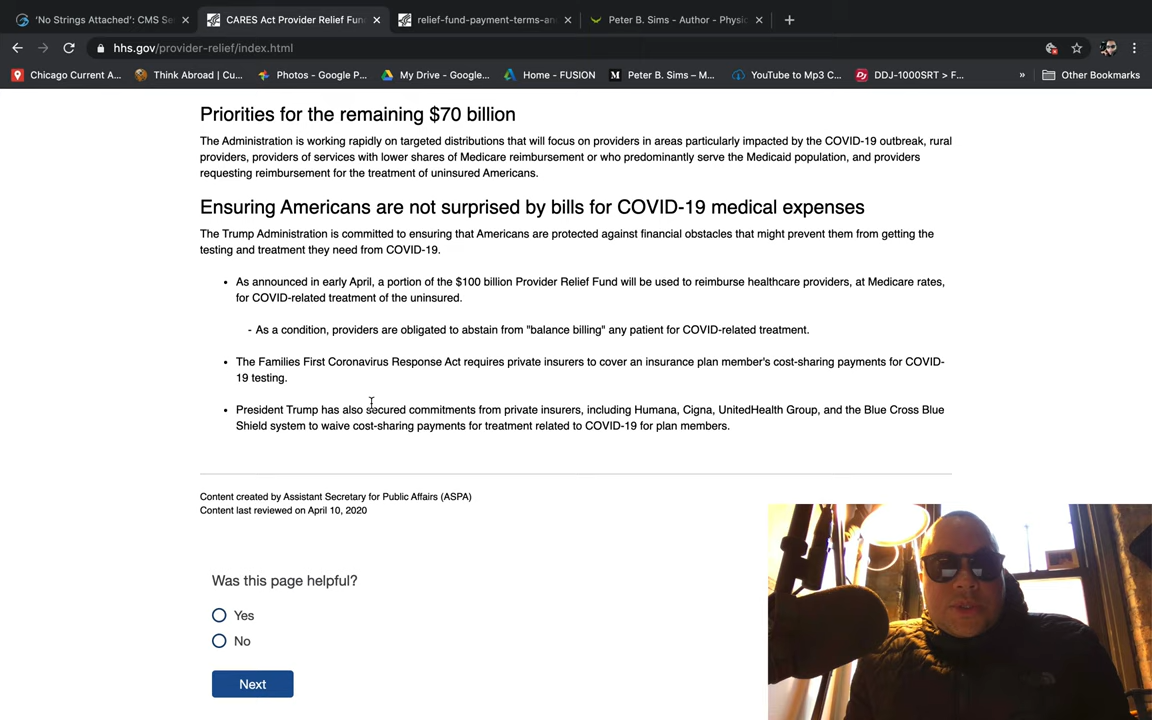 ‘No Strings Attached’: CMS Se
CARES Act Provider Relief Fun
relief-fund-payment-terms-an
Peter B. Sims - Author - Physic
hhs.gov/provider-relief/index.html
Chicago Current A...
Think Abroad | Cu...
Photos - Google P...
My Drive - Google...
Home - FUSION
Peter B. Sims – M...
YouTube to Mp3 C...
DDJ-1000SRT > F...
»
Other Bookmarks
Priorities for the remaining $70 billion
The Administration is working rapidly on targeted distributions that will focus on providers in areas particularly impacted by the COVID-19 outbreak, rural
providers, providers of services with lower shares of Medicare reimbursement or who predominantly serve the Medicaid population, and providers
requesting reimbursement for the treatment of uninsured Americans.
Ensuring Americans are not surprised by bills for COVID-19 medical expenses
The Trump Administration is committed to ensuring that Americans are protected against financial obstacles that might prevent them from getting the
testing and treatment they need from COVID-19.
• As announced in early April, a portion of the $100 billion Provider Relief Fund will be used to reimburse healthcare providers, at Medicare rates,
for COVID-related treatment of the uninsured.
- As a condition, providers are obligated to abstain from "balance billing" any patient for COVID-related treatment.
• The Families First Coronavirus Response Act requires private insurers to cover an insurance plan member's cost-sharing payments for COVID-
19 testing.
• President Trump has also secured commitments from private insurers, including Humana, Cigna, UnitedHealth Group, and the Blue Cross Blue
Shield system to waive cost-sharing payments for treatment related to COVID-19 for plan members.
Content created by Assistant Secretary for Public Affairs (ASPA)
Content last reviewed on April 10, 2020
Was this page helpful?
Yes
No
Next